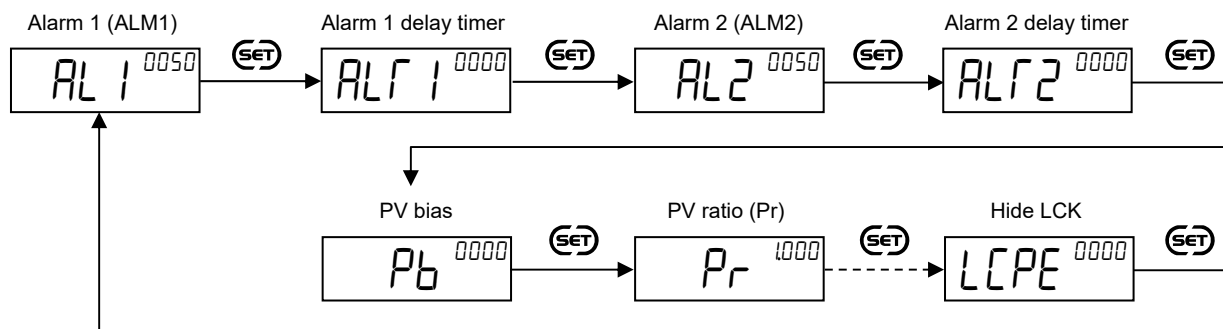 Alarm 1 (ALM1)
AL1 0050
SET
Alarm 1 delay timer
ALT1 0000
SET
Alarm 2 (ALM2)
AL2 0050
SET
Alarm 2 delay timer
ALT2 0000
SET
PV bias
Pb 0000
SET
PV ratio (Pr)
Pr 1.000
SET
Hide LCK
LCPE 0000
SET